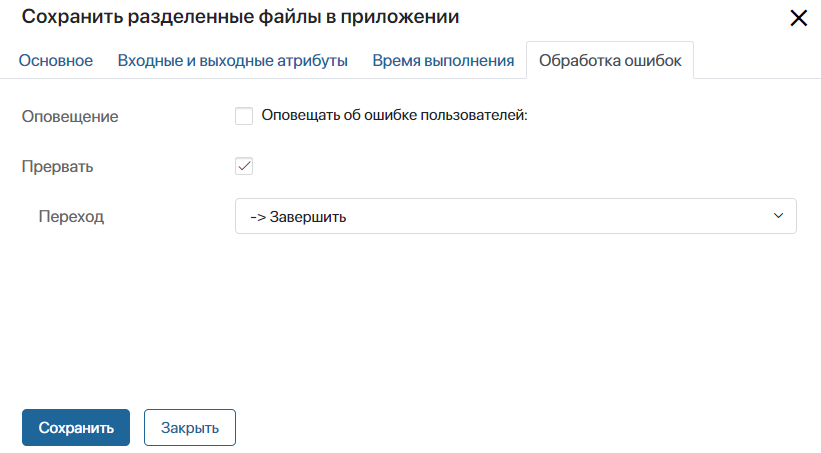 Сохранить разделенные файлы в приложении
Основное Входные и выходные атрибуты Время выполнения Обработка ошибок
Оповещение Оповещать об ошибке пользователей:
Прервать
Переход -> Завершить
Сохранить Закрыть